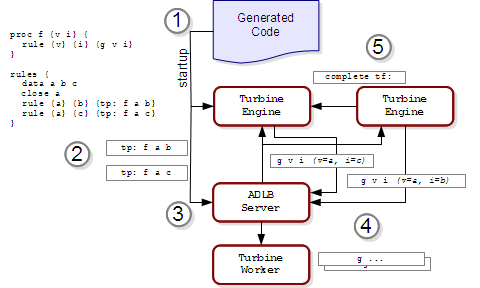 proc f {v i} {
rule {v} {i} {g v i}
}
rules {
data a b c
close a
rule {a} {b} {tp: f a b}
rule {a} {c} {tp: f a c}
}
1
Generated
Code
startup
5
complete tf:
Turbine
Engine
Turbine
Engine
2
tp: f a b
tp: f a c
g v i (v=a, i=c)
g v i (v=a, i=b)
3
ADLB
Server
4
Turbine
Worker
g ...